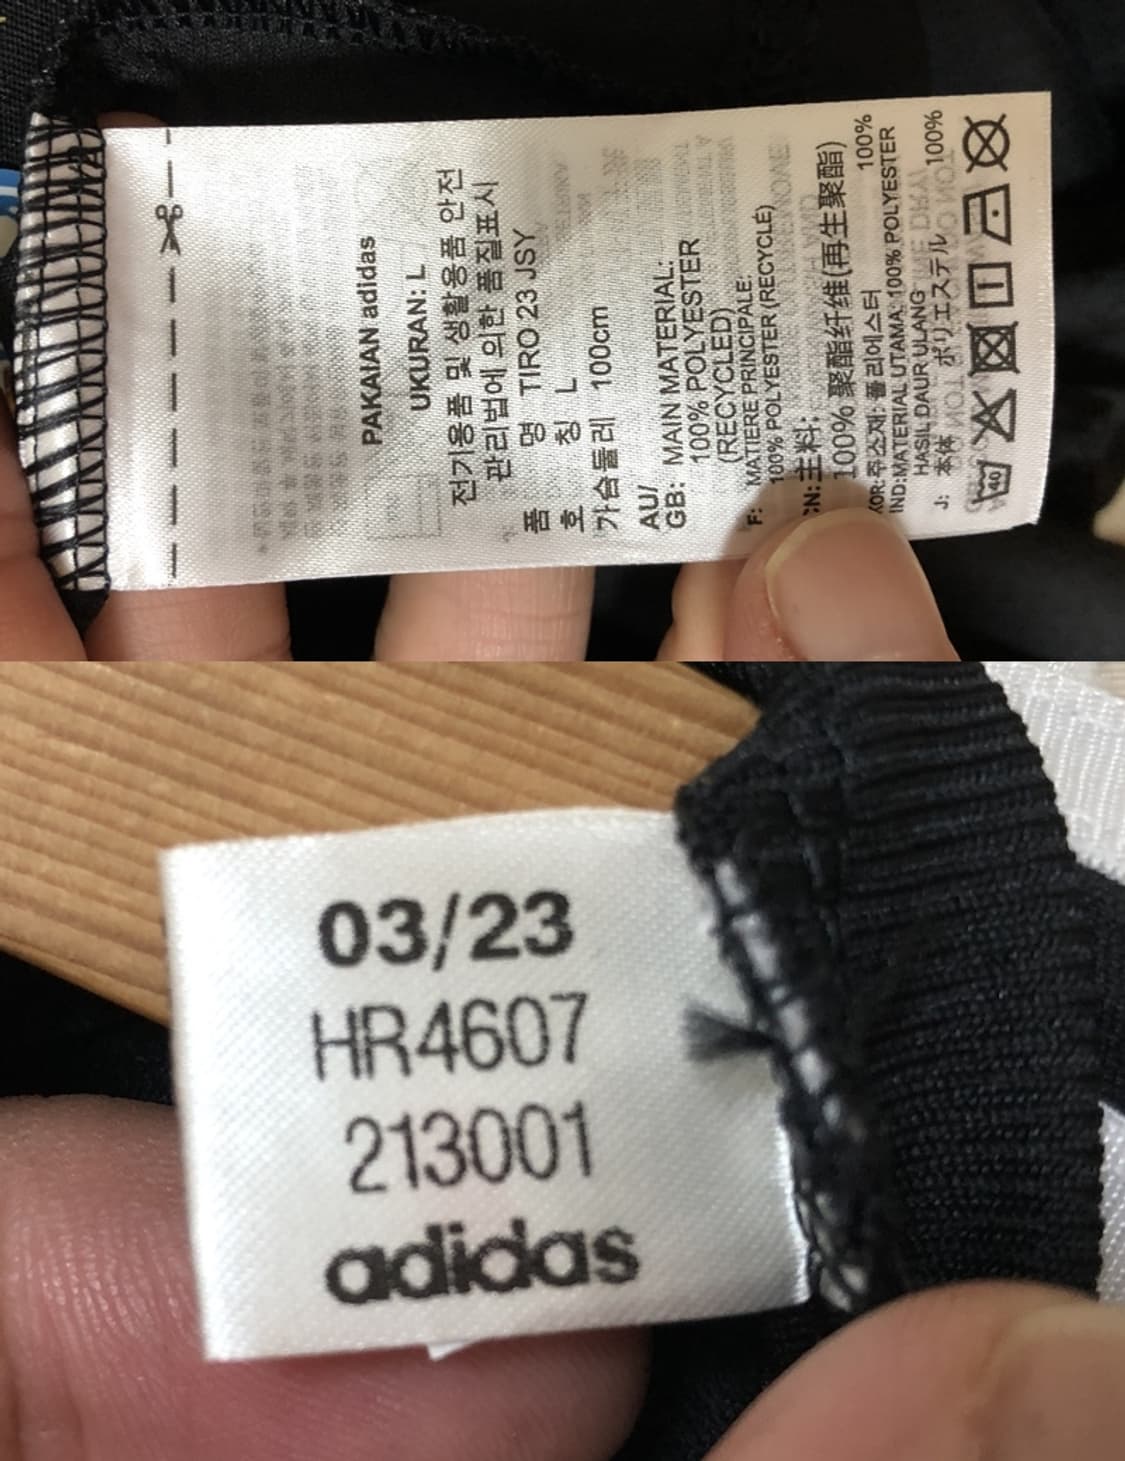 PAKAIAN adidas
UKURAN: L
전기용품 및 생활용품 안전
관리법에 의한 품질표시
품 명 TIRO 23 JSY
호 칭 L
가슴둘레 100cm
AU/
GB: MAIN MATERIAL:
100% POLYESTER
(RECYCLED)
F: MATIERE PRINCIPALE:
100% POLYESTER (RECYCLÉ)
CN: 主料:
100% 聚酯纤维(再生聚酯)
KOR: 주소재: 폴리에스터 100%
IND: MATERIAL UTAMA: 100% POLYESTER
HASIL DAUR ULANG
J: 本体 ポリエステル 100%
40
03/23
HR4607
213001
adidas